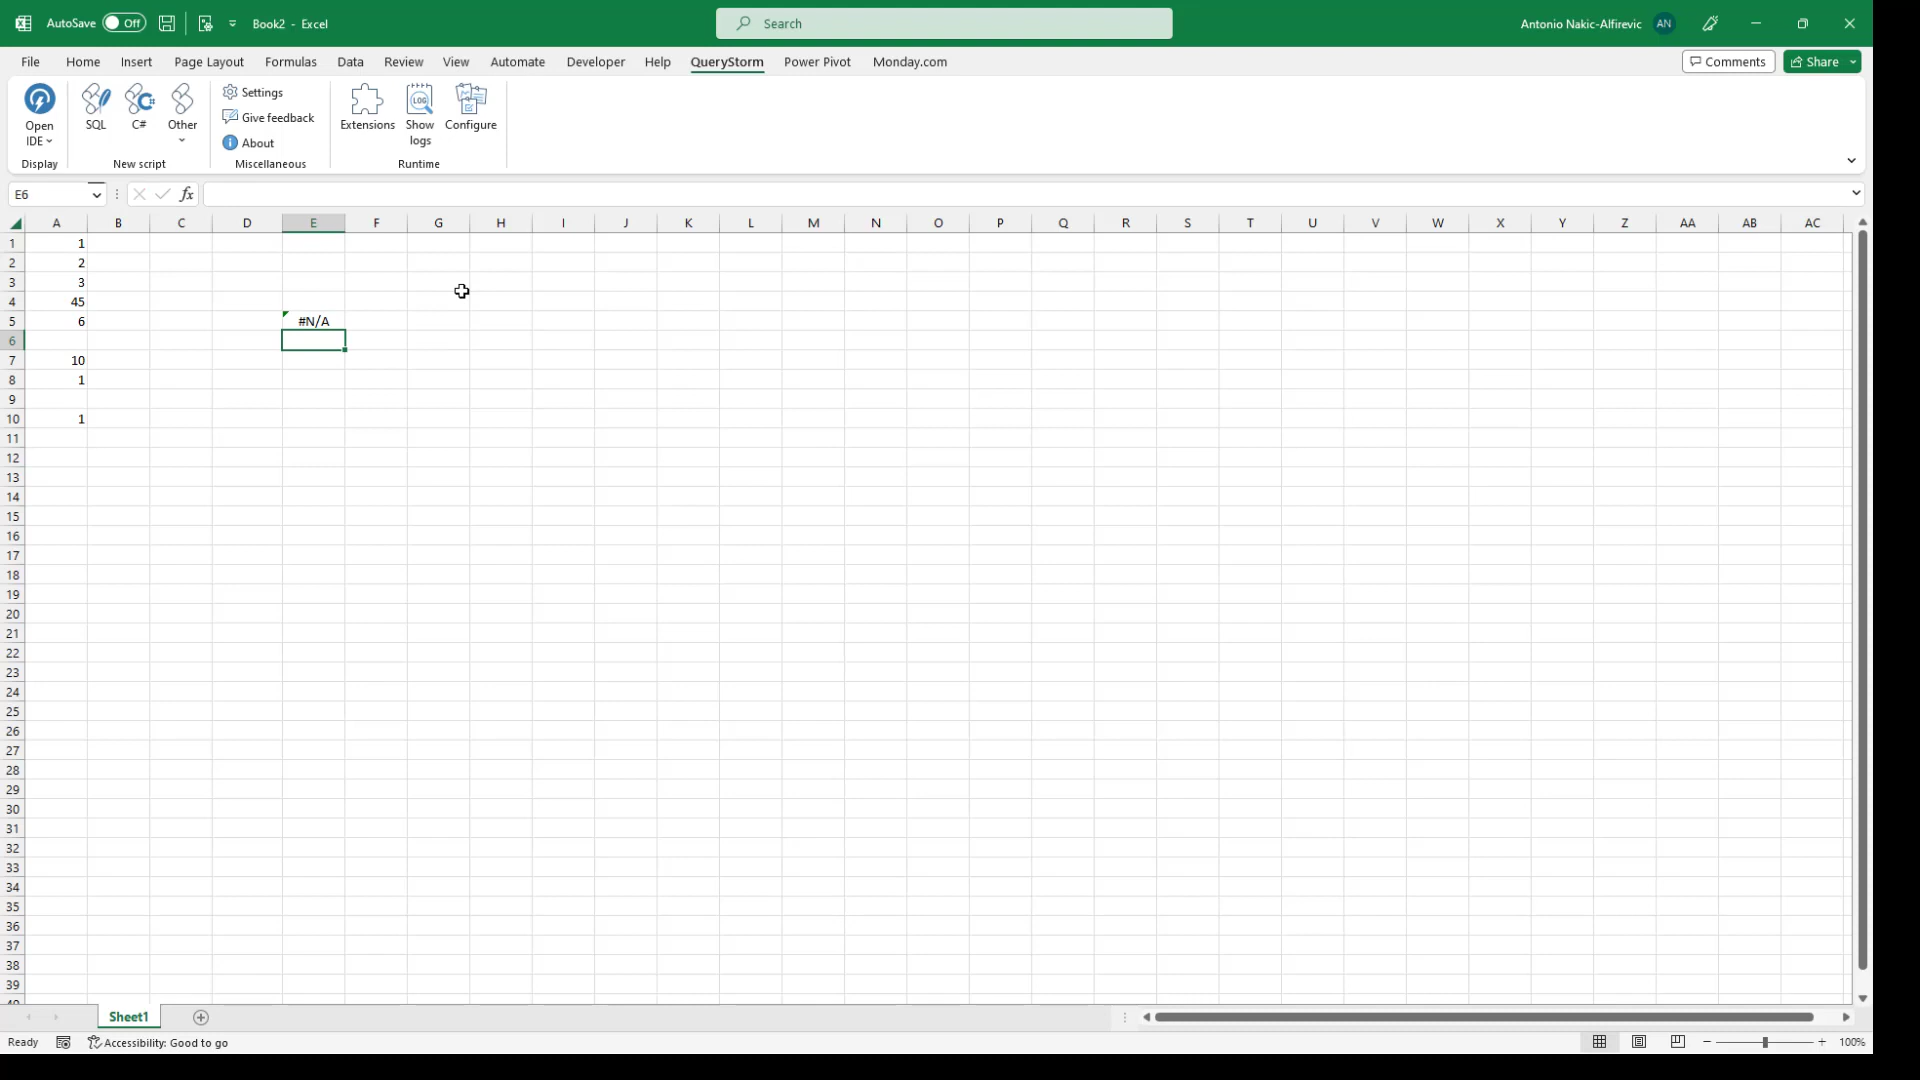 AutoSave Off Book2 - Excel Search Antonio Nakic-Alfirevic AN
File Home Insert Page Layout Formulas Data Review View Automate Developer Help QueryStorm Power Pivot Monday.com Comments Share
Open IDE
SQL
C#
Other
Settings
Give feedback
About
Extensions
Show logs
Configure
Display New script Miscellaneous Runtime
E6 fx
A B C D E F G H I J K L M N O P Q R S T U V W X Y Z AA AB AC
1 1
2 2
3 3
4 45
5 6 #N/A
6
7 10
8 1
9
10 1
11
12
13
14
15
16
17
18
19
20
21
22
23
24
25
26
27
28
29
30
31
32
33
34
35
36
37
38
39
Sheet1
Ready Accessibility: Good to go 100%